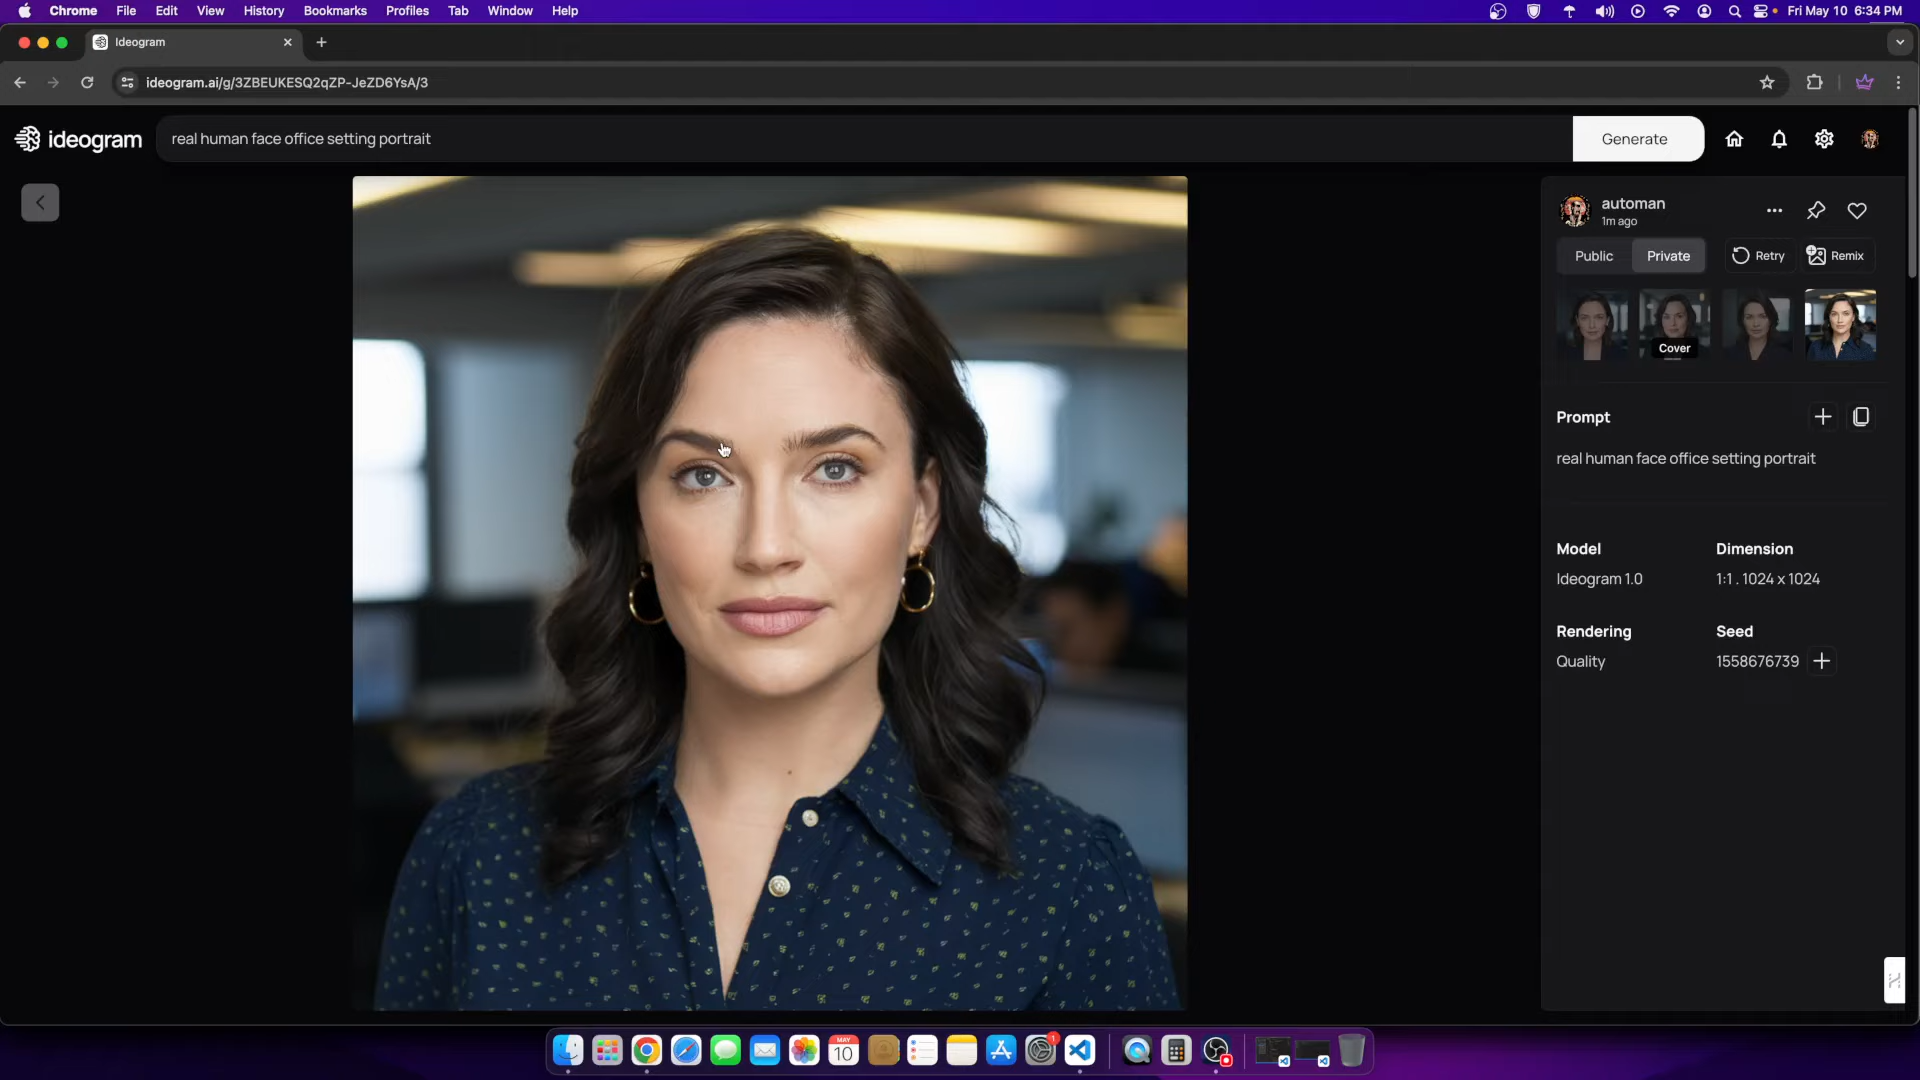 Chrome File Edit View History Bookmarks Profiles Tab Window Help
Fri May 10 6:34 PM
Ideogram
ideogram.ai/g/3ZBEUKESQ2qZP-JeZD6YsA/3
ideogram
real human face office setting portrait
Generate
automan
1m ago
Public Private Retry Remix
Cover
Prompt
real human face office setting portrait
Model Dimension
Ideogram 1.0 1:1 . 1024 x 1024
Rendering Seed
Quality 1558676739
MAY
10
1